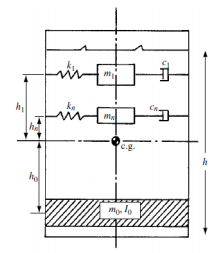 k₁ m₁ c₁
h₁
kₙ mₙ cₙ
hₙ
c.g.
h
h₀
m₀, I₀